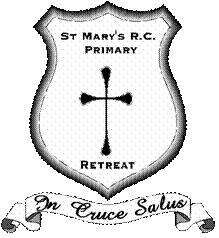 St Mary's R.C.
Primary
Retreat
In Cruce Salus